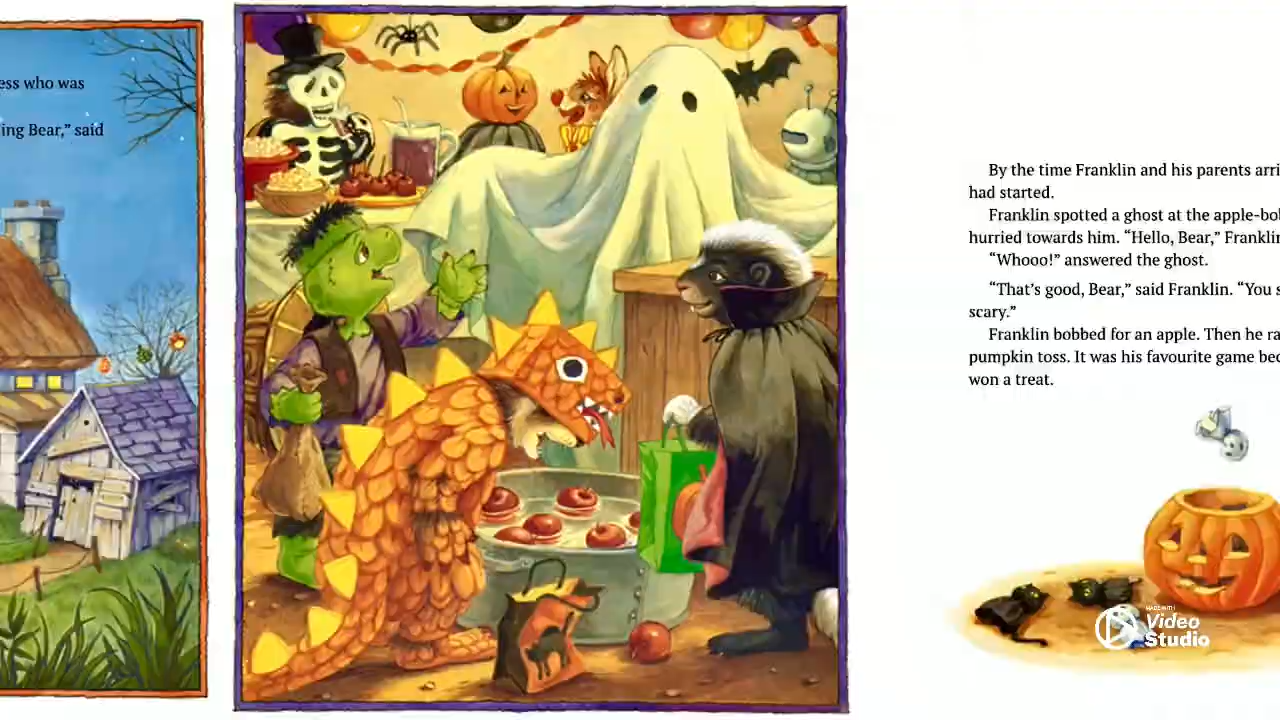 ess who was
ing Bear,” said
By the time Franklin and his parents arri
had started.
Franklin spotted a ghost at the apple-bo
hurried towards him. “Hello, Bear,” Franklin
“Whooo!” answered the ghost.
“That’s good, Bear,” said Franklin. “You s
scary.”
Franklin bobbed for an apple. Then he ra
pumpkin toss. It was his favourite game bec
won a treat.
MADE WITH
Video
Studio